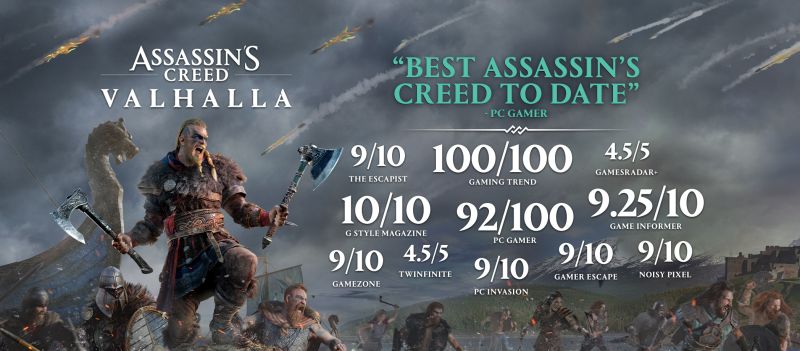 ASSASSIN'S
CREED
VALHALLA
“BEST ASSASSIN’S
CREED TO DATE”
- PC GAMER
9/10
THE ESCAPIST
100/100
GAMING TREND
4.5/5
GAMESRADAR+
10/10
G STYLE MAGAZINE
92/100
PC GAMER
9.25/10
GAME INFORMER
9/10
GAMEZONE
4.5/5
TWINFINITE
9/10
PC INVASION
9/10
GAMER ESCAPE
9/10
NOISY PIXEL